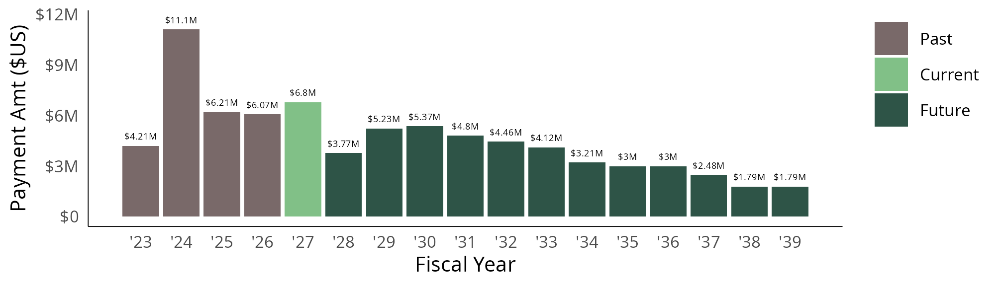 Payment Amt ($US)
$12M
$9M
$6M
$3M
$0
$4.21M
$11.1M
$6.21M
$6.07M
$6.8M
$3.77M
$5.23M
$5.37M
$4.8M
$4.46M
$4.12M
$3.21M
$3M
$3M
$2.48M
$1.79M
$1.79M
'23 '24 '25 '26 '27 '28 '29 '30 '31 '32 '33 '34 '35 '36 '37 '38 '39
Fiscal Year
Past
Current
Future